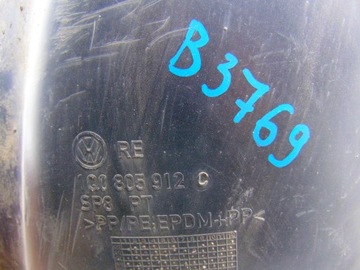 B3769
RE
1Q0 805 912 C
SP3 PT
>PP/PE;EPDM+PP<